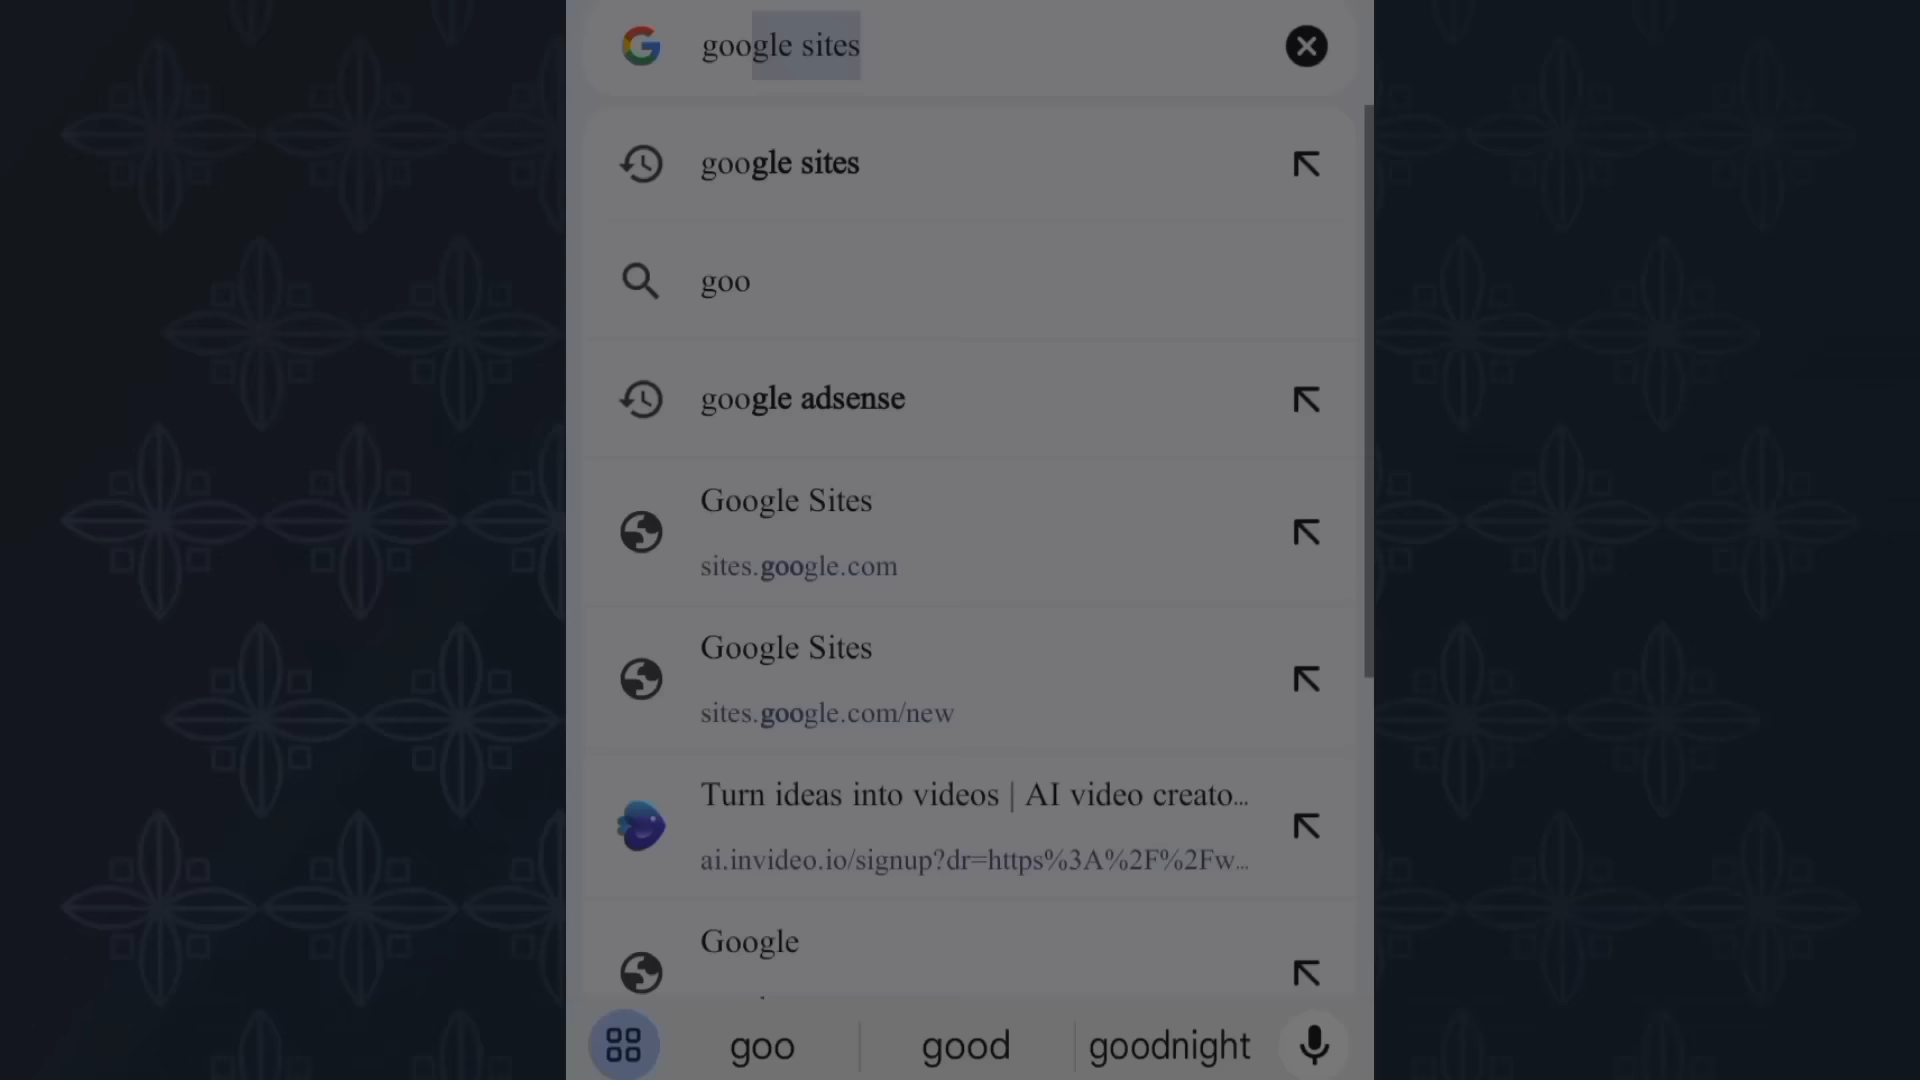 google sites
google sites
goo
google adsense
Google Sites
sites.google.com
Google Sites
sites.google.com/new
Turn ideas into videos | AI video creato...
ai.invideo.io/signup?dr=https%3A%2F%2Fw...
Google
goo good goodnight